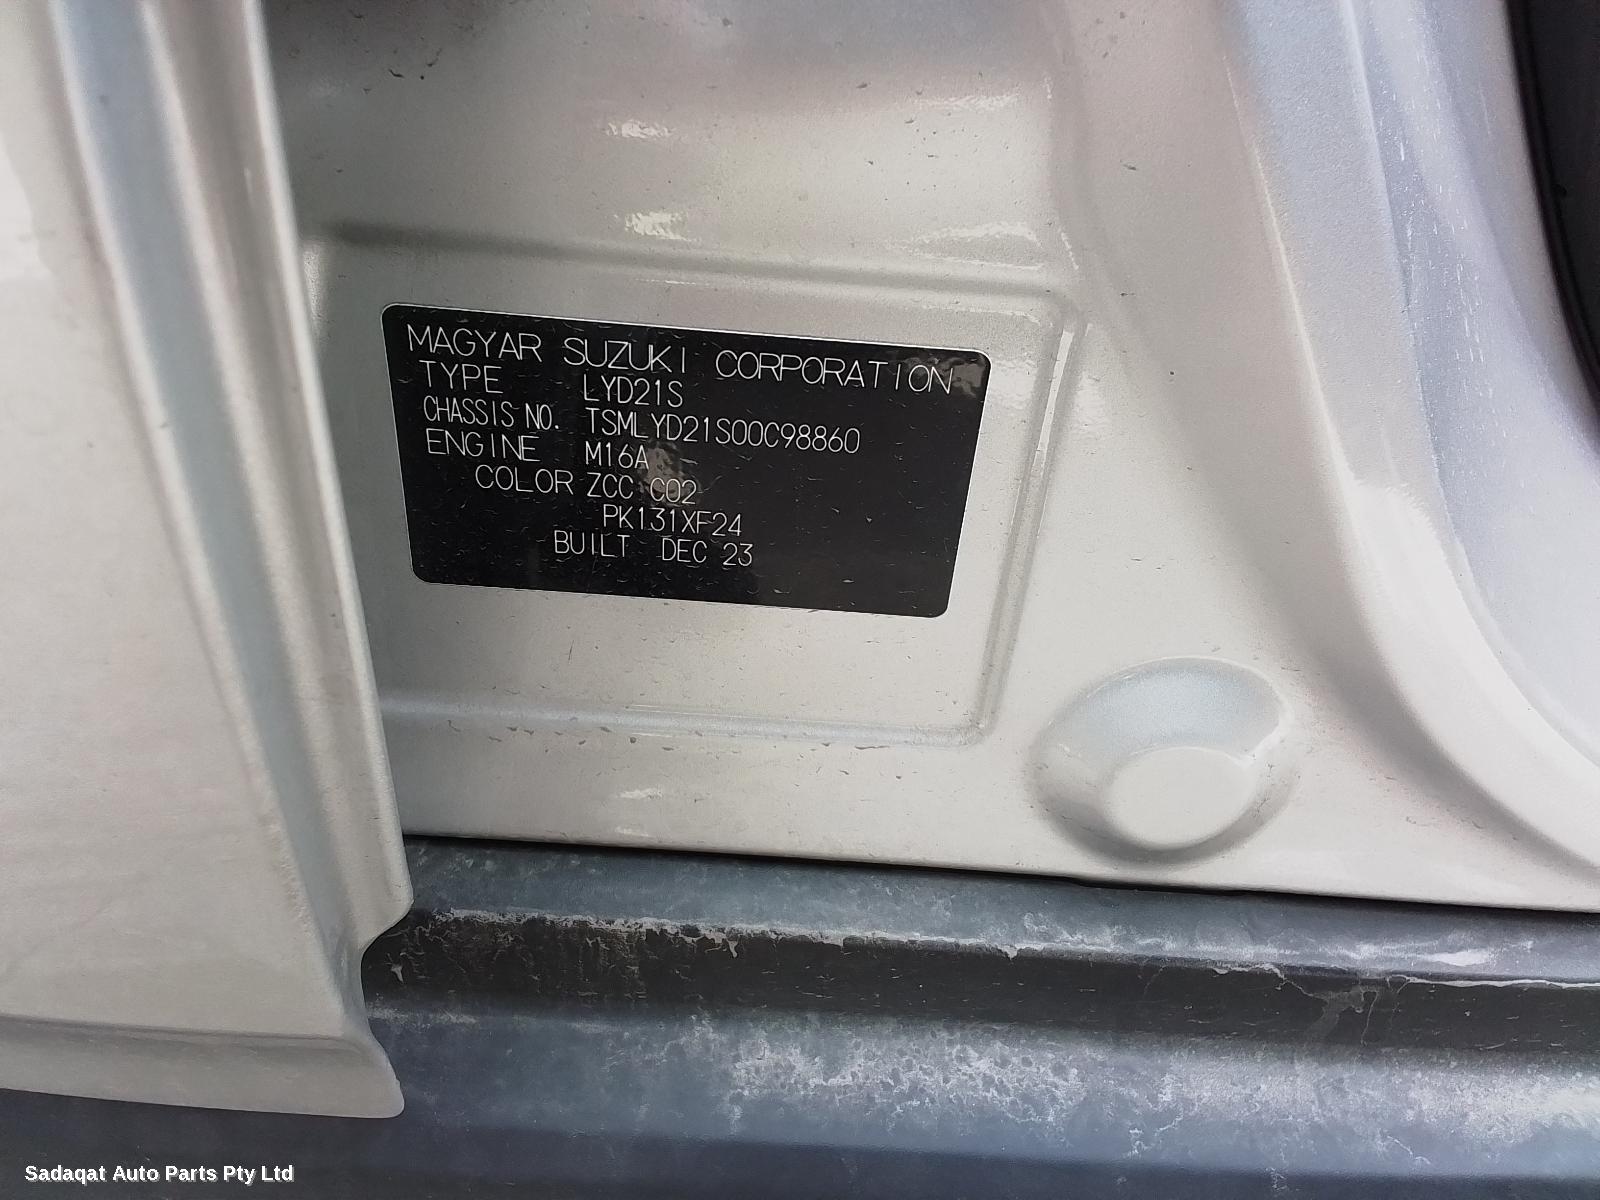 MAGYAR SUZUKI CORPORATION
TYPE LYD21S
CHASSIS NO. TSMLYD21S00C98860
ENGINE M16A
COLOR ZCC C02
PK131XF24
BUILT DEC 23
Sadaqat Auto Parts Pty Ltd